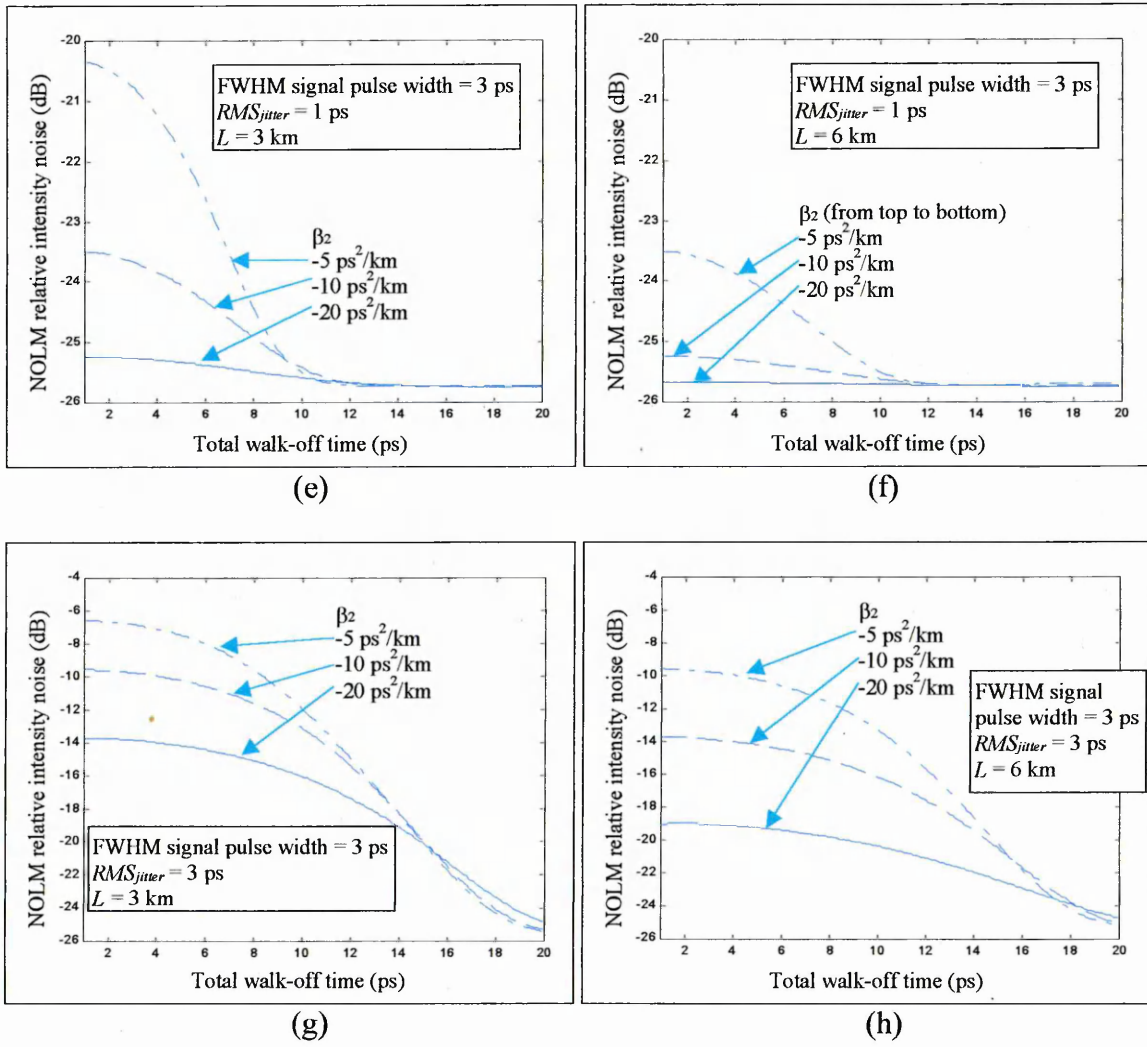 -20
-21
-22
-23
-24
-25
-26
NOLM relative intensity noise (dB)
FWHM signal pulse width = 3 ps
RMSjitter = 1 ps
L = 3 km
β2
-5 ps²/km
-10 ps²/km
-20 ps²/km
2 4 6 8 10 12 14 16 18 20
Total walk-off time (ps)
(e)
-20
-21
-22
-23
-24
-25
-26
NOLM relative intensity noise (dB)
FWHM signal pulse width = 3 ps
RMSjitter = 1 ps
L = 6 km
β2 (from top to bottom)
-5 ps²/km
-10 ps²/km
-20 ps²/km
2 4 6 8 10 12 14 16 18 20
Total walk-off time (ps)
(f)
-4
-6
-8
-10
-12
-14
-16
-18
-20
-22
-24
-26
NOLM relative intensity noise (dB)
β2
-5 ps²/km
-10 ps²/km
-20 ps²/km
FWHM signal pulse width = 3 ps
RMSjitter = 3 ps
L = 3 km
2 4 6 8 10 12 14 16 18 20
Total walk-off time (ps)
(g)
-4
-6
-8
-10
-12
-14
-16
-18
-20
-22
-24
-26
NOLM relative intensity noise (dB)
β2
-5 ps²/km
-10 ps²/km
-20 ps²/km
FWHM signal
pulse width = 3 ps
RMSjitter = 3 ps
L = 6 km
2 4 6 8 10 12 14 16 18 20
Total walk-off time (ps)
(h)